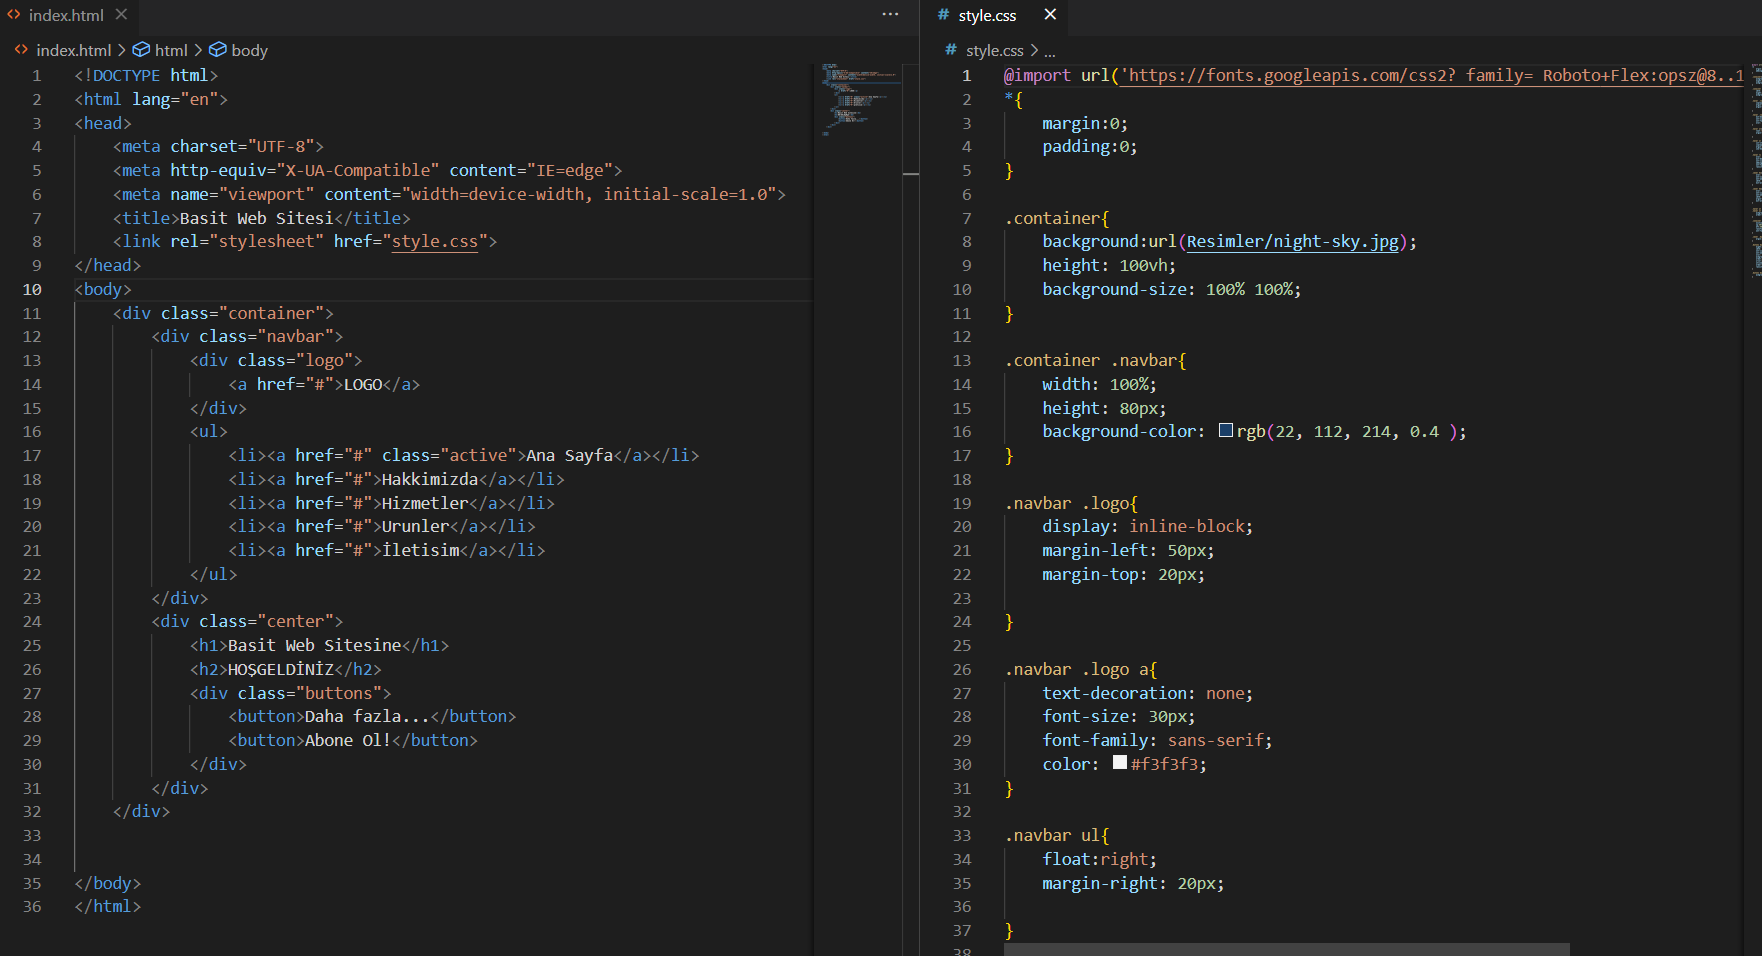 index.html
index.html > html > body
1 <!DOCTYPE html>
2 <html lang="en">
3 <head>
4 <meta charset="UTF-8">
5 <meta http-equiv="X-UA-Compatible" content="IE=edge">
6 <meta name="viewport" content="width=device-width, initial-scale=1.0">
7 <title>Basit Web Sitesi</title>
8 <link rel="stylesheet" href="style.css">
9 </head>
10 <body>
11 <div class="container">
12 <div class="navbar">
13 <div class="logo">
14 <a href="#">LOGO</a>
15 </div>
16 <ul>
17 <li><a href="#" class="active">Ana Sayfa</a></li>
18 <li><a href="#">Hakkimizda</a></li>
19 <li><a href="#">Hizmetler</a></li>
20 <li><a href="#">Urunler</a></li>
21 <li><a href="#">İletisim</a></li>
22 </ul>
23 </div>
24 <div class="center">
25 <h1>Basit Web Sitesine</h1>
26 <h2>HOŞGELDİNİZ</h2>
27 <div class="buttons">
28 <button>Daha fazla...</button>
29 <button>Abone Ol!</button>
30 </div>
31 </div>
32 </div>
33
34
35 </body>
36 </html>
# style.css
# style.css > ...
1 @import url('https://fonts.googleapis.com/css2? family= Roboto+Flex:opsz@8..1
2 *{
3 margin:0;
4 padding:0;
5 }
6
7 .container{
8 background:url(Resimler/night-sky.jpg);
9 height: 100vh;
10 background-size: 100% 100%;
11 }
12
13 .container .navbar{
14 width: 100%;
15 height: 80px;
16 background-color: rgb(22, 112, 214, 0.4 );
17 }
18
19 .navbar .logo{
20 display: inline-block;
21 margin-left: 50px;
22 margin-top: 20px;
23
24 }
25
26 .navbar .logo a{
27 text-decoration: none;
28 font-size: 30px;
29 font-family: sans-serif;
30 color: #f3f3f3;
31 }
32
33 .navbar ul{
34 float:right;
35 margin-right: 20px;
36
37 }
38